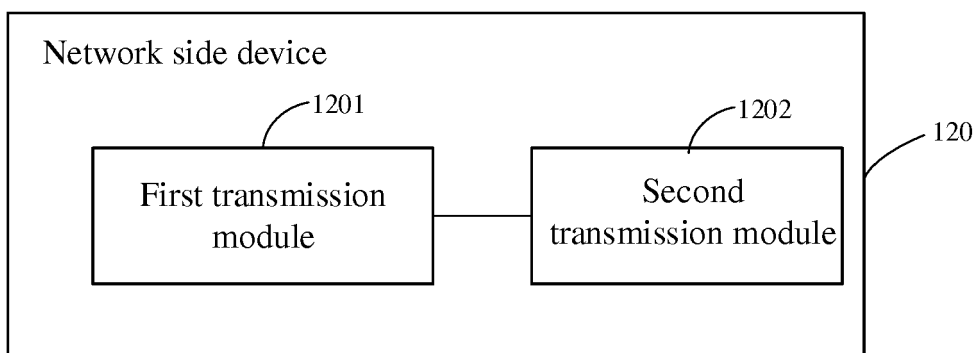 Network side device
1201
1202
120
First transmission
module
Second
transmission module